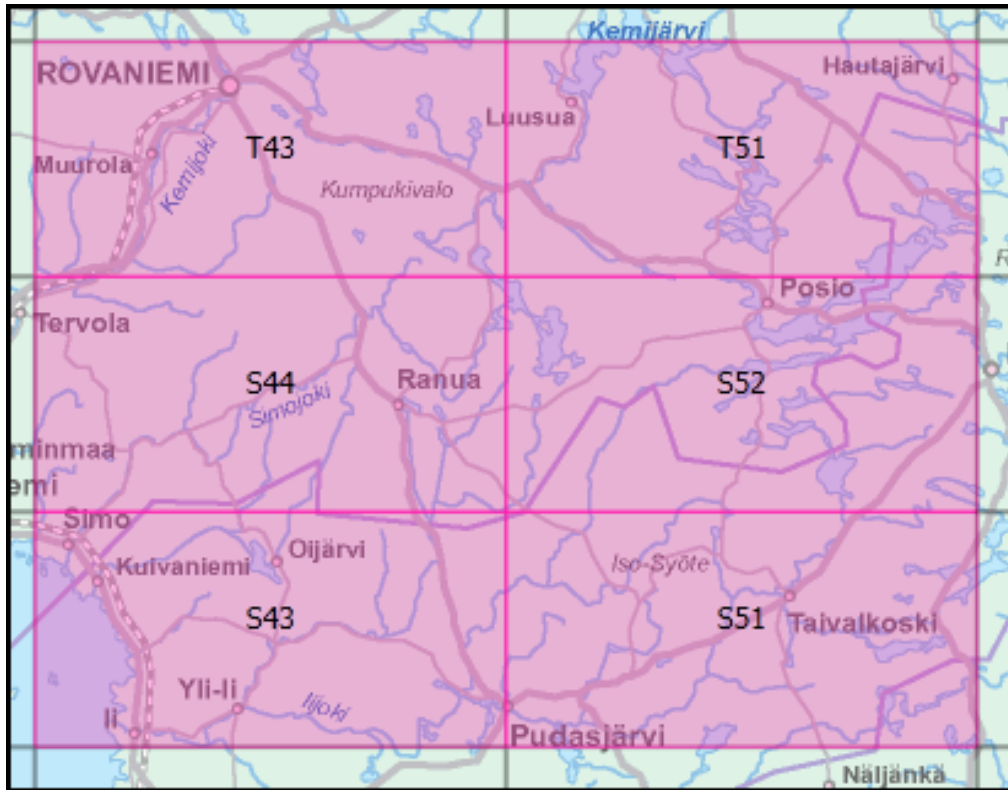 Kemijärvi
ROVANIEMI
Hautajärvi
Luusua
T43
T51
Muurola
Kemijoki
Kumpukivalo
R
Posio
Tervola
S44
Ranua
S52
Simojoki
minmaa
emi
Simo
Oijärvi
Kuivaniemi
Iso-Syöte
S43
S51
Taivalkoski
Yli-Ii
Iijoki
Ii
Pudasjärvi
Näljänkä